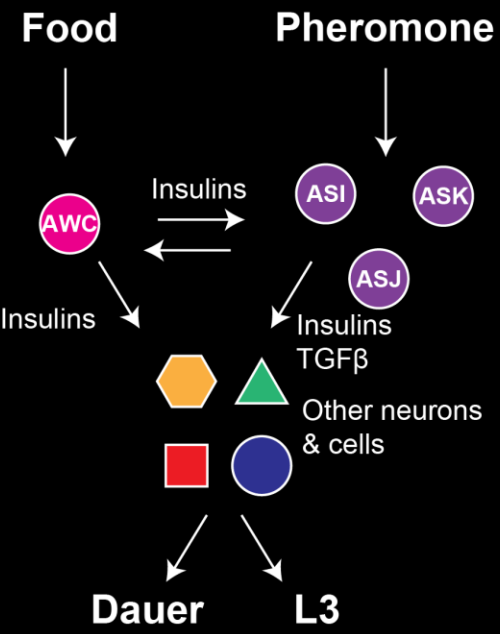 Food
Pheromone
AWC
Insulins
ASI
ASK
ASJ
Insulins
Insulins
TGFβ
Other neurons
& cells
Dauer
L3